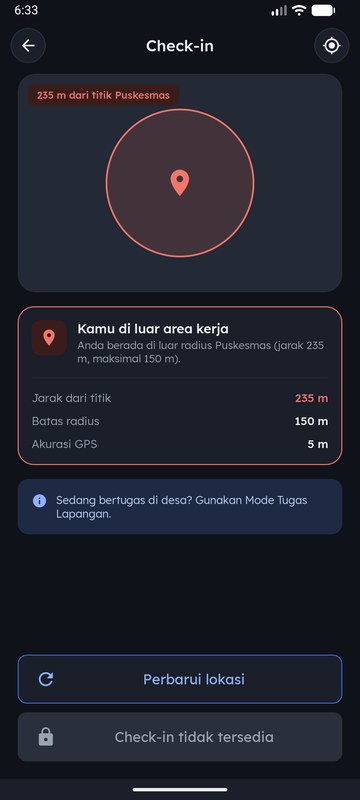 6:33
Check-in
235 m dari titik Puskesmas
Kamu di luar area kerja
Anda berada di luar radius Puskesmas (jarak 235
m, maksimal 150 m).
Jarak dari titik 235 m
Batas radius 150 m
Akurasi GPS 5 m
Sedang bertugas di desa? Gunakan Mode Tugas
Lapangan.
Perbarui lokasi
Check-in tidak tersedia